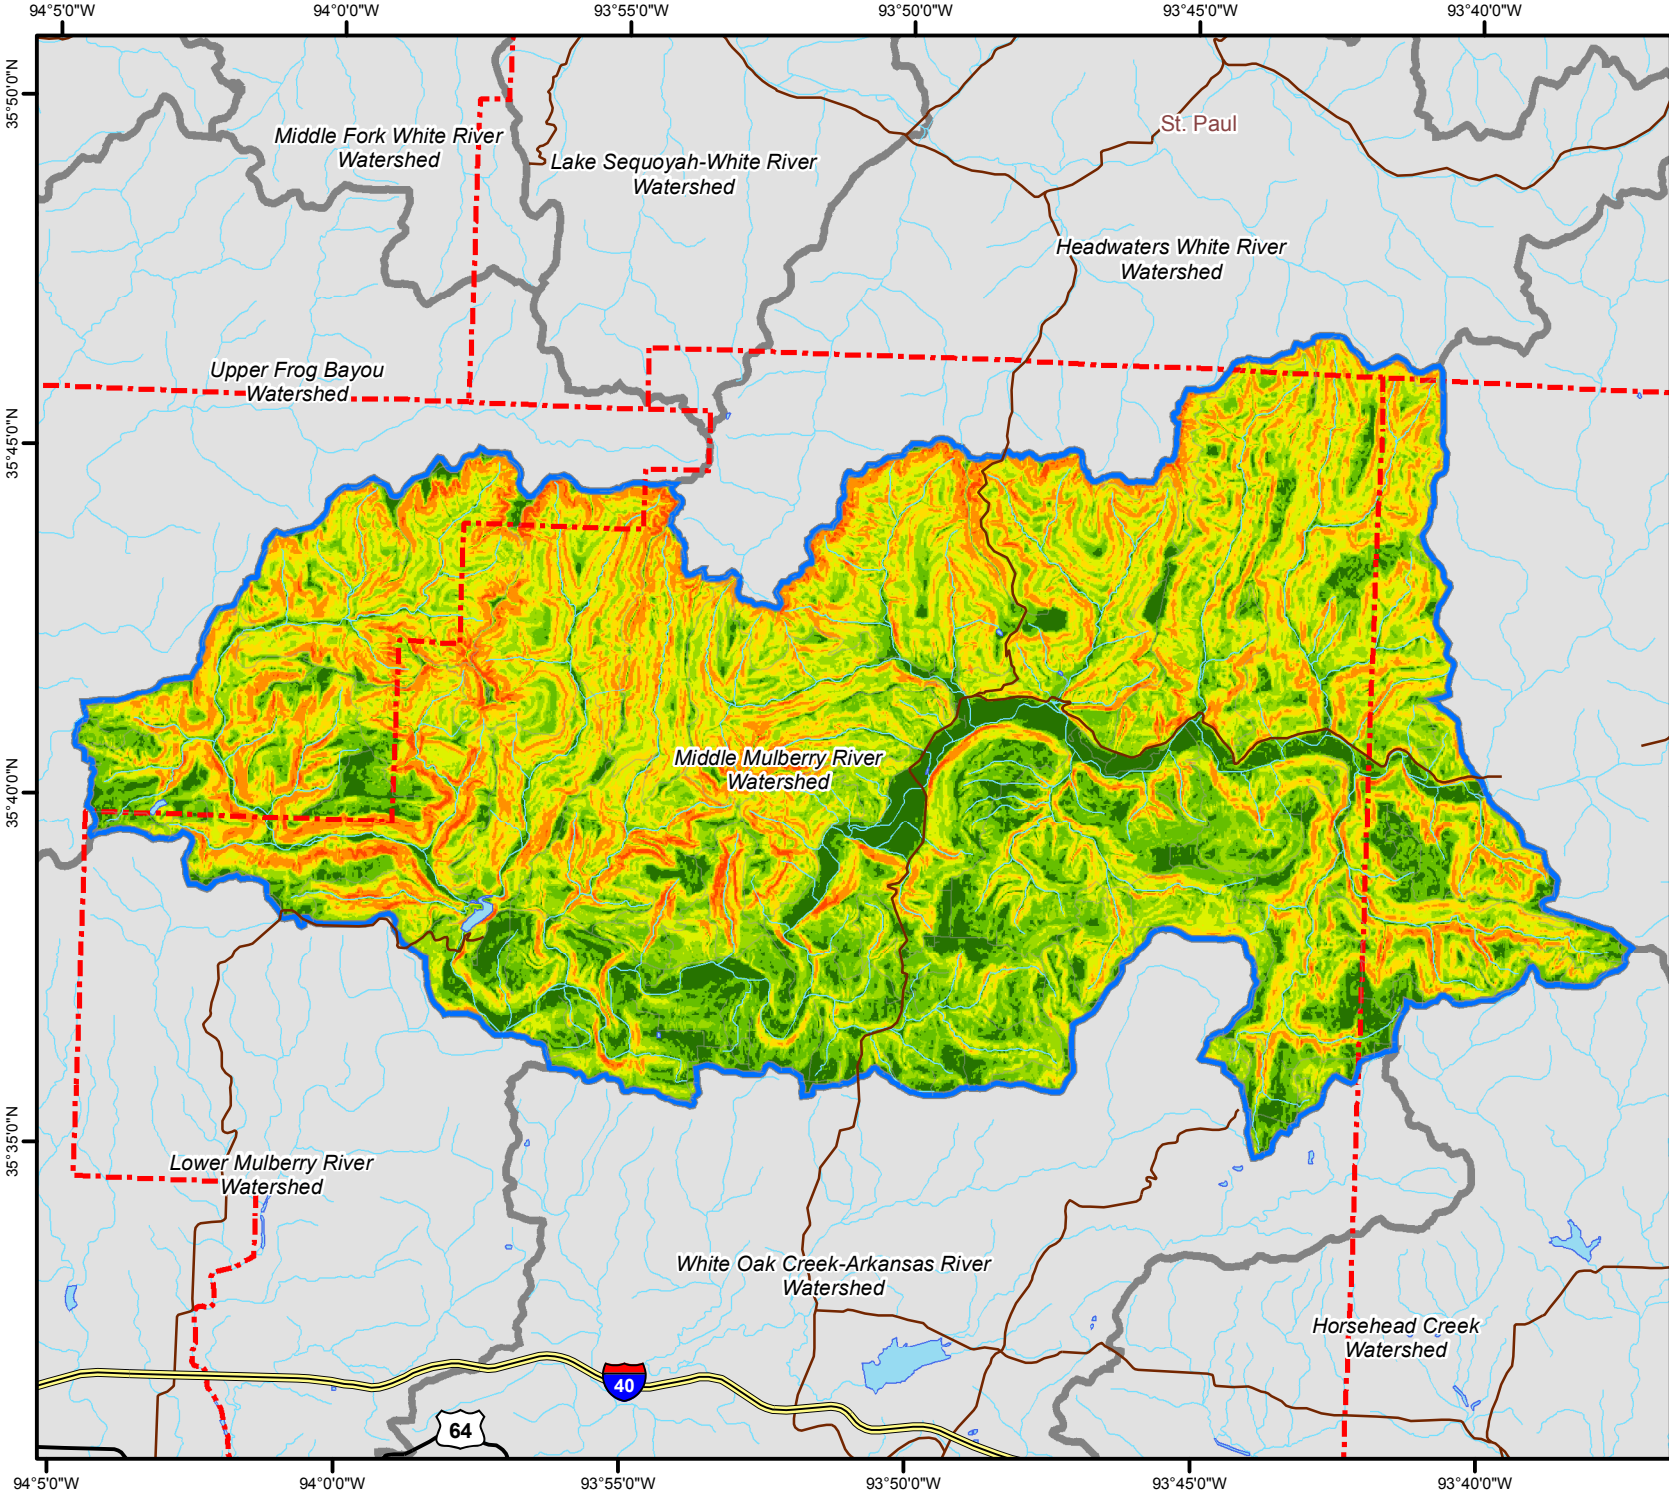 94°5'0"W
94°0'0"W
93°55'0"W
93°50'0"W
93°45'0"W
93°40'0"W
35°50'0"N
St. Paul
Middle Fork White River
Watershed
Lake Sequoyah-White River
Watershed
Headwaters White River
Watershed
Upper Frog Bayou
Watershed
35°45'0"N
Middle Mulberry River
Watershed
35°40'0"N
35°35'0"N
Lower Mulberry River
Watershed
White Oak Creek-Arkansas River
Watershed
Horsehead Creek
Watershed
40
64
94°5'0"W
94°0'0"W
93°55'0"W
93°50'0"W
93°45'0"W
93°40'0"W